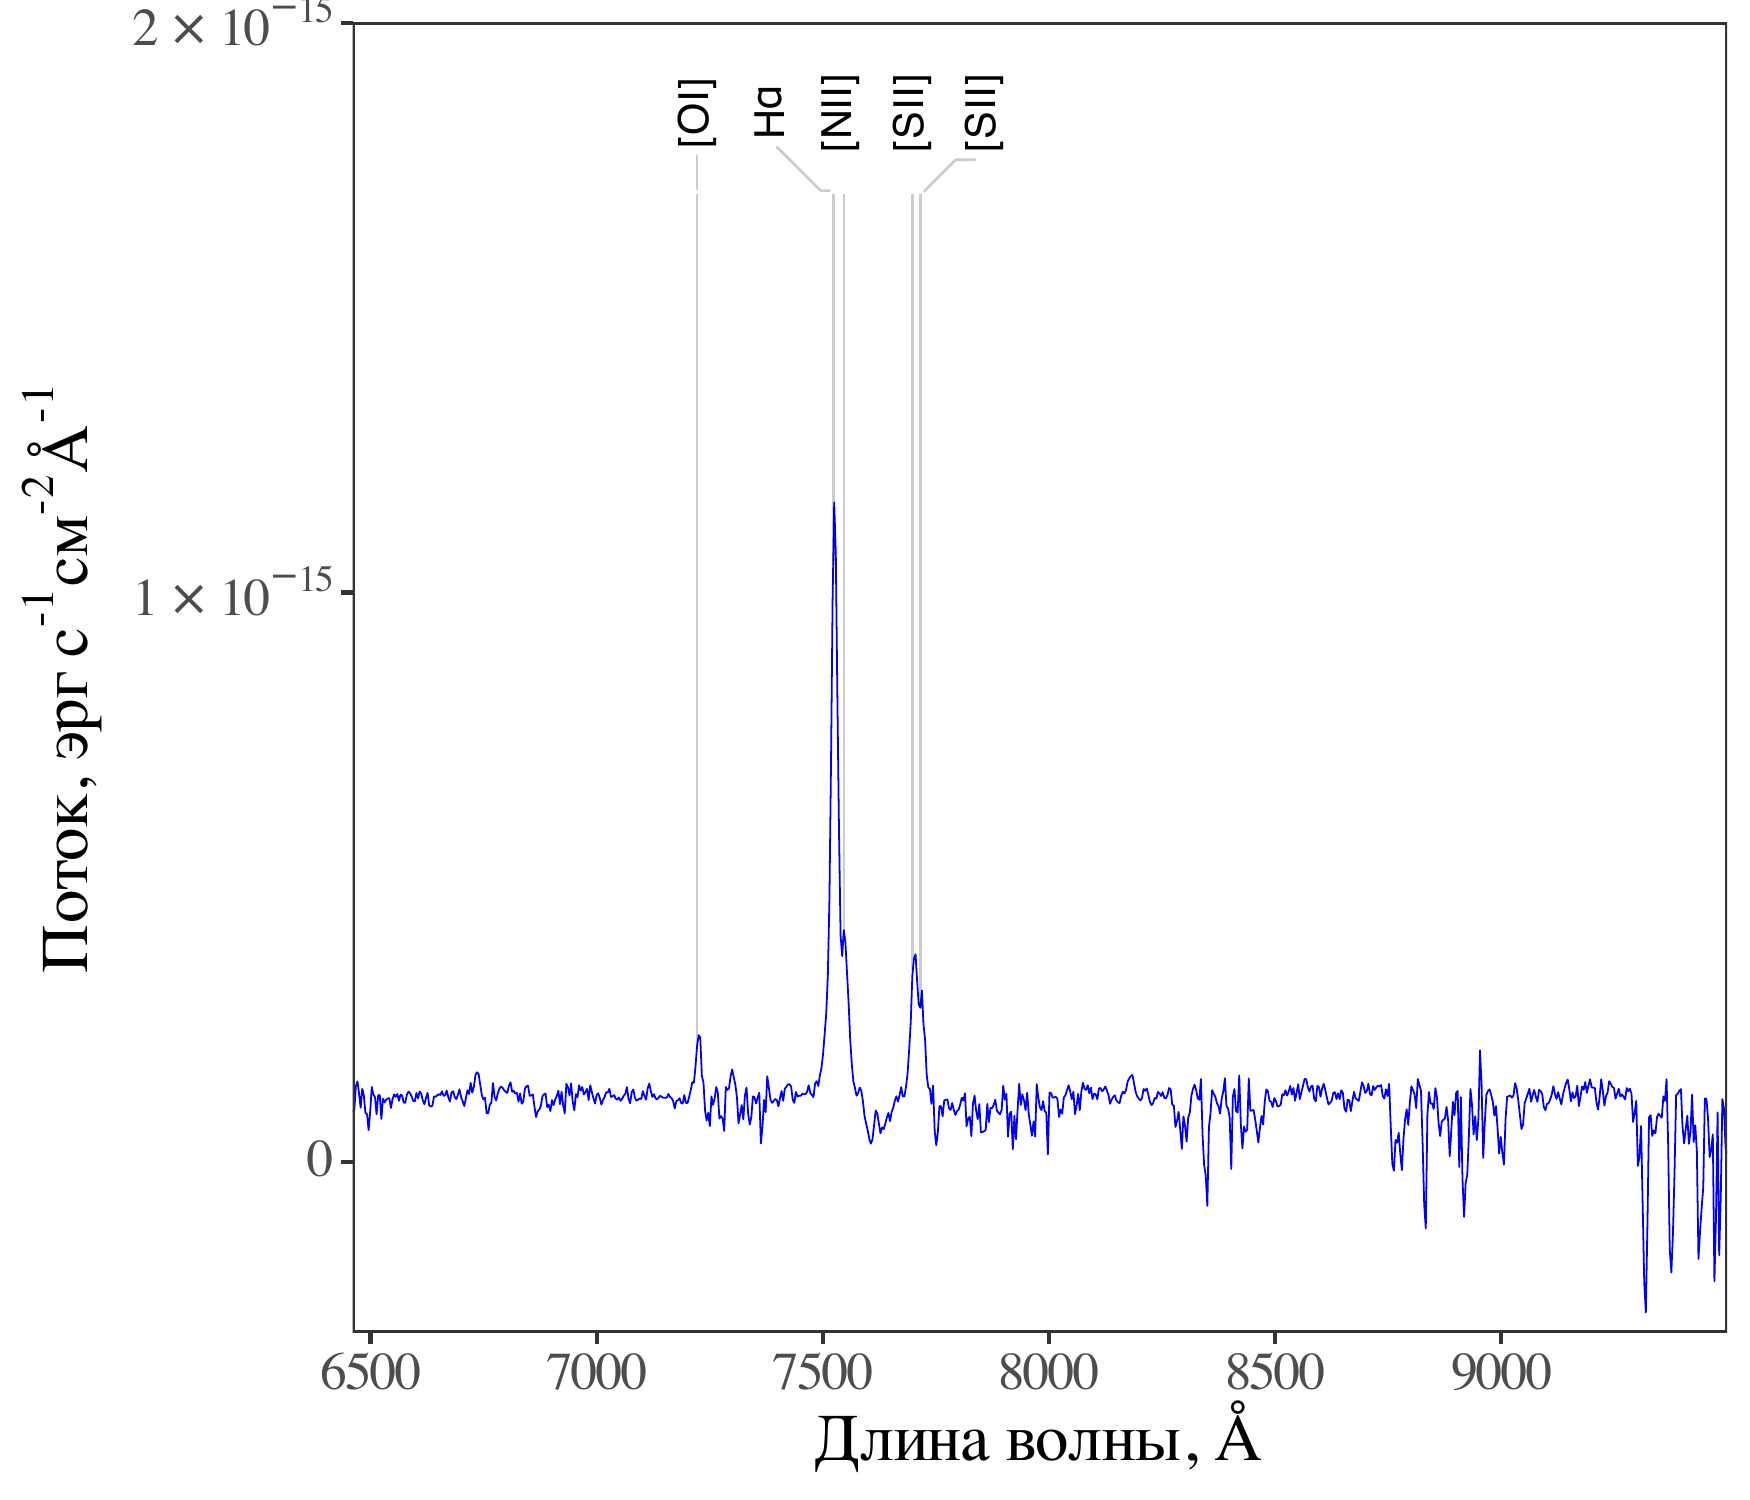 2 × 10⁻¹⁵
[OI]
Hα
[NII]
[SII]
[SII]
1 × 10⁻¹⁵
0
Поток, эрг с⁻¹ см⁻² Å⁻¹
6500 7000 7500 8000 8500 9000
Длина волны, Å